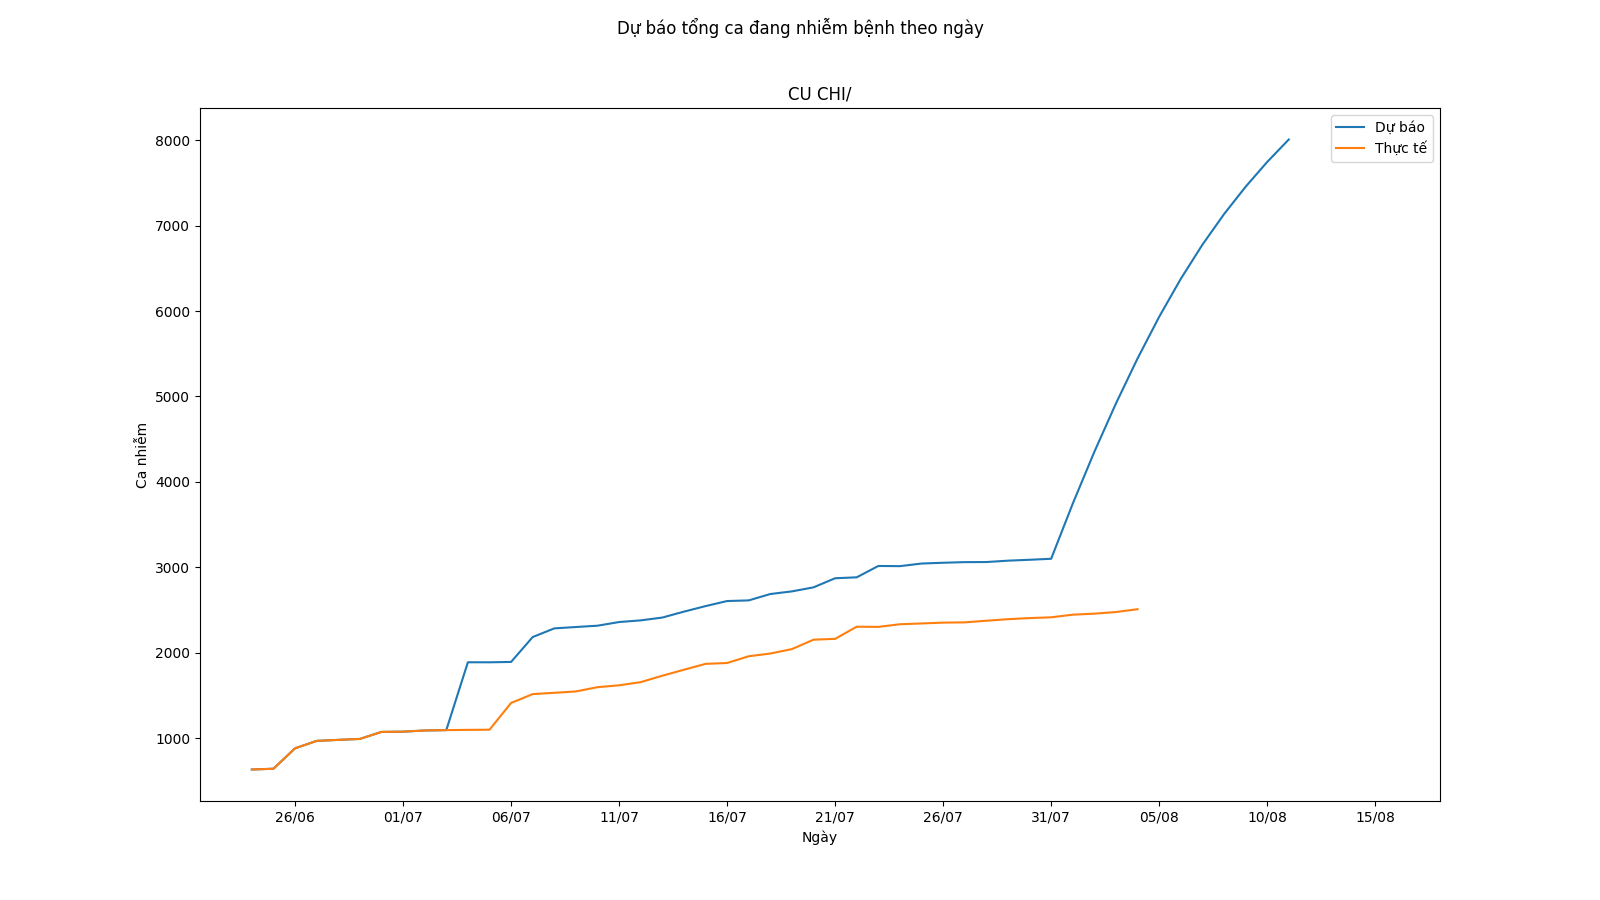 Dự báo tổng ca đang nhiễm bệnh theo ngày
CU CHI/
Dự báo
Thực tế
8000
7000
6000
5000
4000
3000
2000
1000
Ca nhiễm
26/06 01/07 06/07 11/07 16/07 21/07 26/07 31/07 05/08 10/08 15/08
Ngày